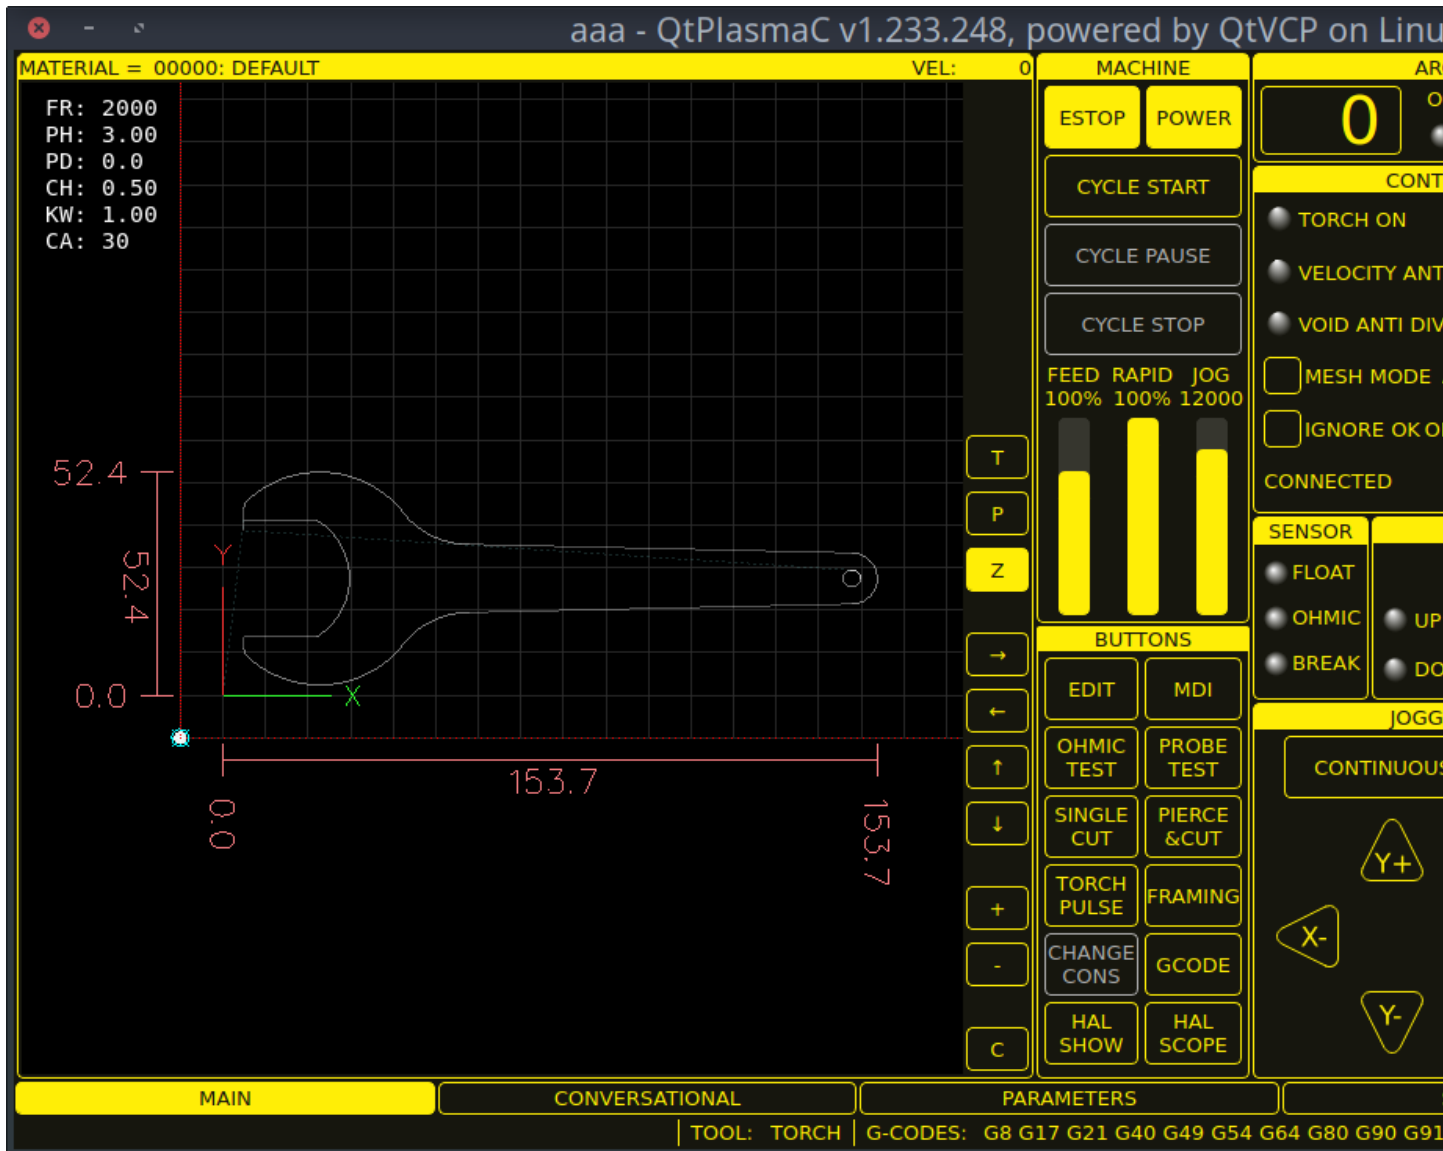 aaa - QtPlasmaC v1.233.248, powered by QtVCP on Linu
MATERIAL = 00000: DEFAULT
VEL: 0
FR: 2000
PH: 3.00
PD: 0.0
CH: 0.50
KW: 1.00
CA: 30
52.4
52.4
0.0
Y
X
153.7
0.0
153.7
T
P
Z
→
←
↑
↓
+
-
C
MACHINE
ESTOP POWER
CYCLE START
CYCLE PAUSE
CYCLE STOP
FEED RAPID JOG
100% 100% 12000
BUTTONS
EDIT
MDI
OHMIC
TEST
PROBE
TEST
SINGLE
CUT
PIERCE
&CUT
TORCH
PULSE
FRAMING
CHANGE
CONS
GCODE
HAL
SHOW
HAL
SCOPE
AR
0
O
CONT
TORCH ON
VELOCITY ANT
VOID ANTI DIV
MESH MODE
IGNORE OK O
CONNECTED
SENSOR
FLOAT
OHMIC
BREAK
UP
DO
JOGG
CONTINUOUS
Y+
X-
Y-
MAIN
CONVERSATIONAL
PARAMETERS
TOOL: TORCH
G-CODES: G8 G17 G21 G40 G49 G54 G64 G80 G90 G91